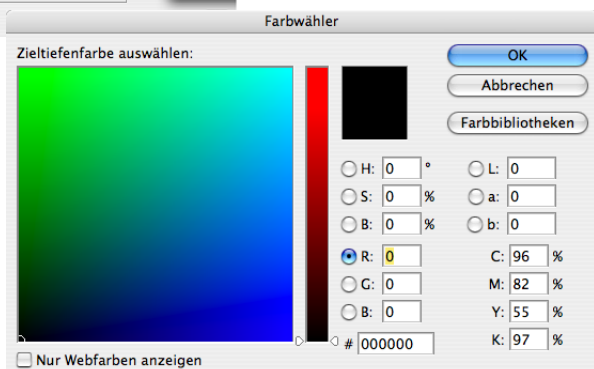 Farbwähler
Zieltiefenfarbe auswählen:
OK
Abbrechen
Farbbibliotheken
H: 0 ° L: 0
S: 0 % a: 0
B: 0 % b: 0
R: 0 C: 96 %
G: 0 M: 82 %
B: 0 Y: 55 %
# 000000 K: 97 %
Nur Webfarben anzeigen